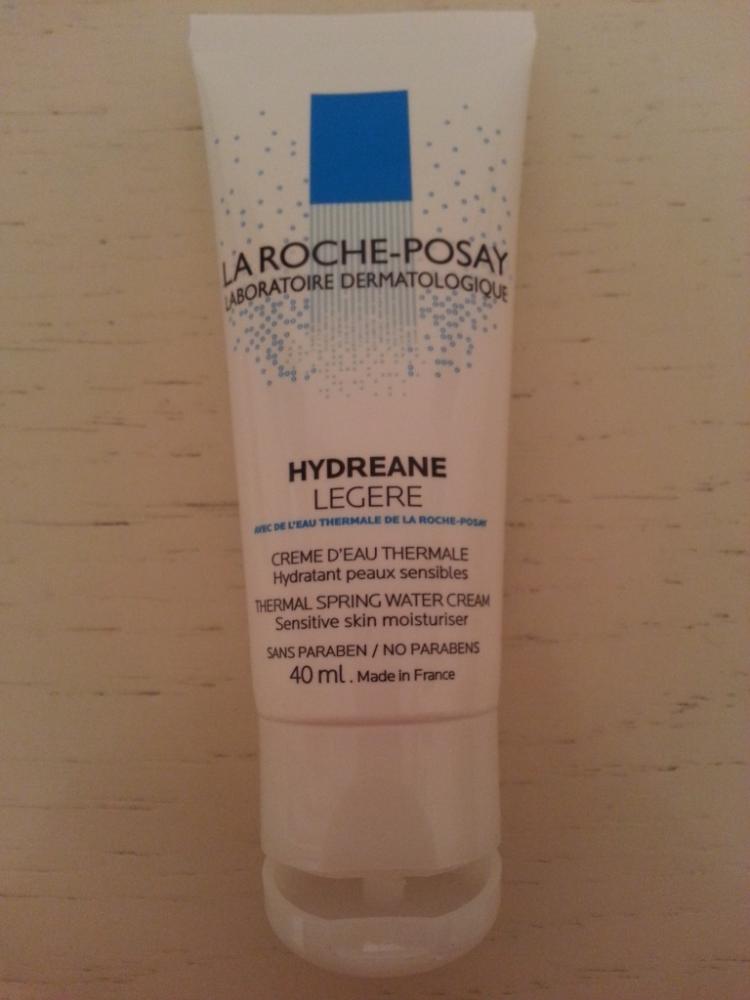 LA ROCHE-POSAY
LABORATOIRE DERMATOLOGIQUE
HYDREANE
LEGERE
AVEC DE L'EAU THERMALE DE LA ROCHE-POSAY
CREME D'EAU THERMALE
Hydratant peaux sensibles
THERMAL SPRING WATER CREAM
Sensitive skin moisturiser
SANS PARABEN / NO PARABENS
40 ml . Made in France